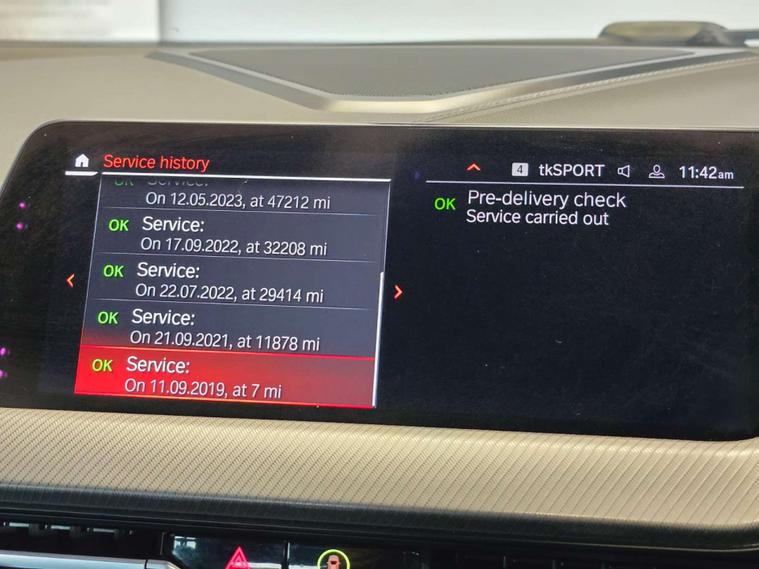 Service history
4 tkSPORT 11:42am
OK Service:
On 12.05.2023, at 47212 mi
OK Service:
On 17.09.2022, at 32208 mi
OK Service:
On 22.07.2022, at 29414 mi
OK Service:
On 21.09.2021, at 11878 mi
OK Service:
On 11.09.2019, at 7 mi
OK Pre-delivery check
Service carried out